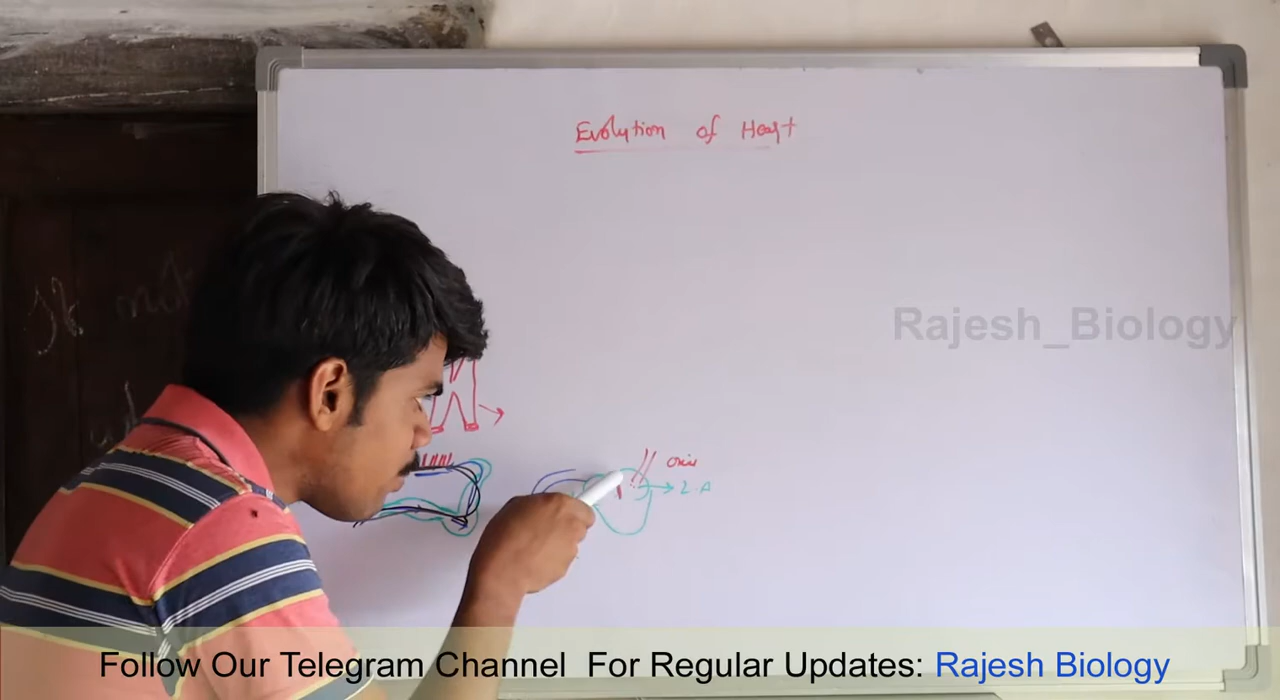 Evolution of Heart
Rajesh_Biology
L.A
Follow Our Telegram Channel For Regular Updates: Rajesh Biology